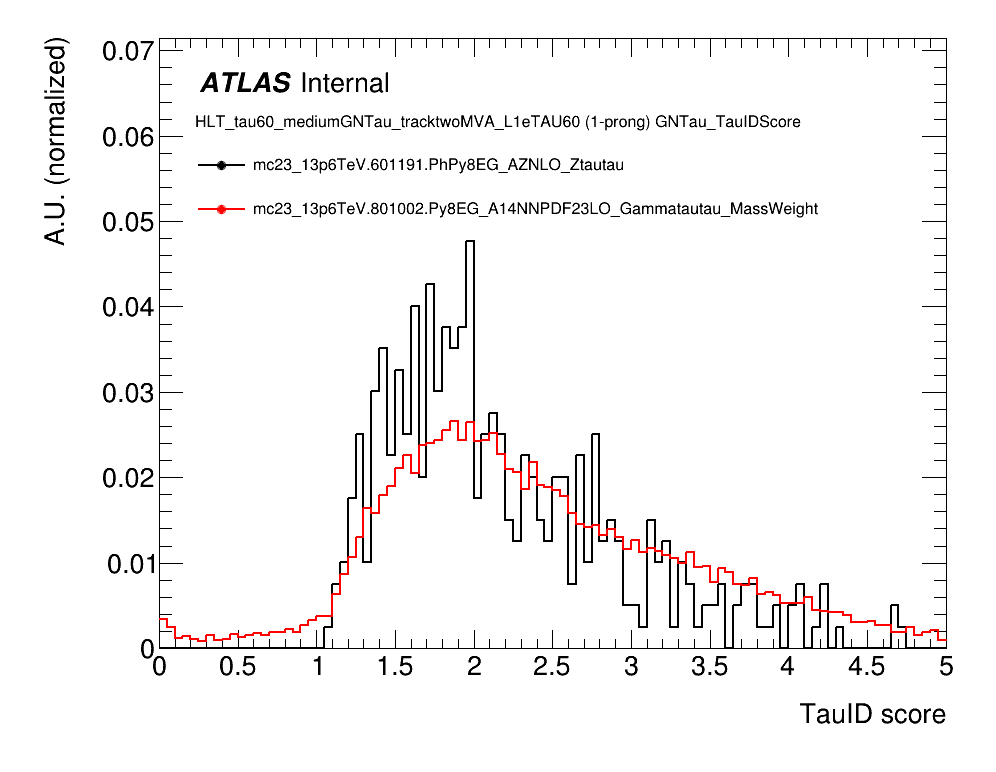 A.U. (normalized)
0.07
0.06
0.05
0.04
0.03
0.02
0.01
0
ATLAS Internal
HLT_tau60_mediumGNTau_tracktwoMVA_L1eTAU60 (1-prong) GNTau_TauIDScore
mc23_13p6TeV.601191.PhPy8EG_AZNLO_Ztautau
mc23_13p6TeV.801002.Py8EG_A14NNPDF23LO_Gammatautau_MassWeight
0 0.5 1 1.5 2 2.5 3 3.5 4 4.5 5
TauID score